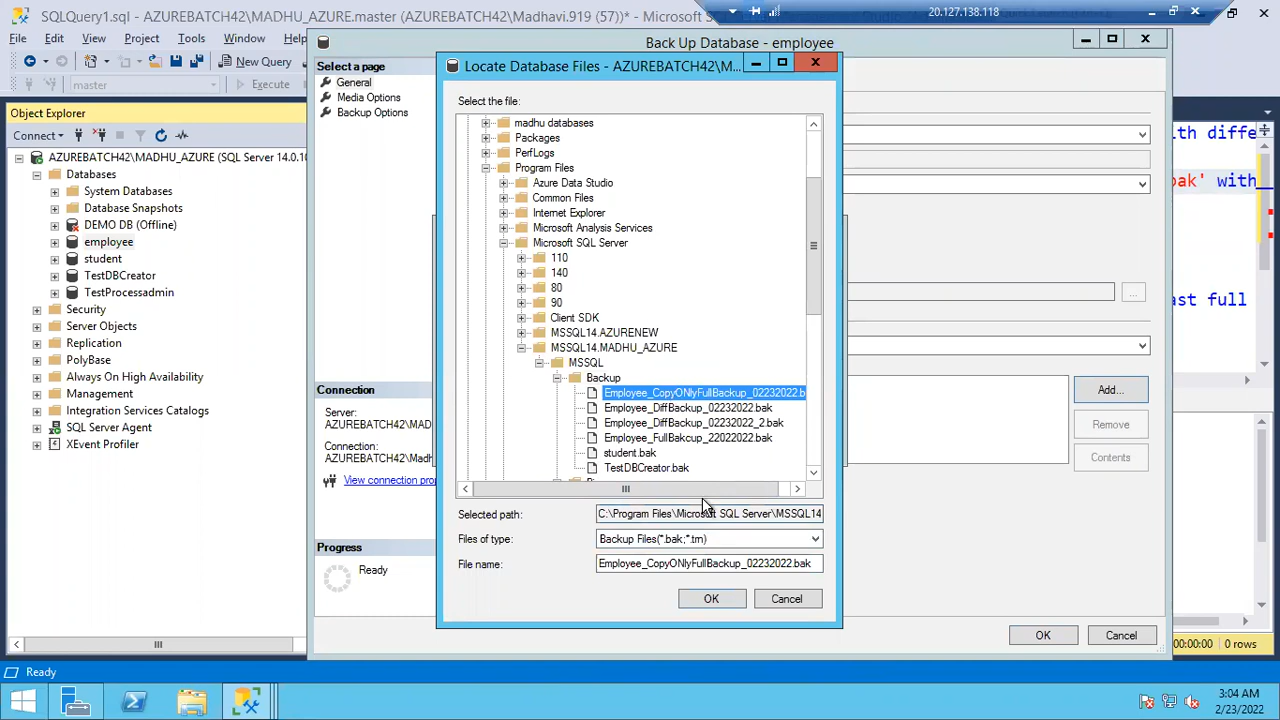 SQLQuery1.sql - AZUREBATCH42\MADHU_AZURE.master (AZUREBATCH42\Madhavi.919 (57))* - Microsoft SQL
20.127.138.118
File Edit View Project Tools Window
Back Up Database - employee
New Query
master
Execute
Object Explorer
Connect
AZUREBATCH42\MADHU_AZURE (SQL Server 14.0.10
Databases
System Databases
Database Snapshots
DEMO DB (Offline)
employee
student
TestDBCreator
TestProcessadmin
Security
Server Objects
Replication
PolyBase
Always On High Availability
Management
Integration Services Catalogs
SQL Server Agent
XEvent Profiler
Select a page
General
Media Options
Backup Options
Connection
Server:
AZUREBATCH42\MAD
Connection:
AZUREBATCH42\Madh
View connection pro
Progress
Ready
Locate Database Files - AZUREBATCH42\M...
Select the file:
madhu databases
Packages
PerfLogs
Program Files
Azure Data Studio
Common Files
Internet Explorer
Microsoft Analysis Services
Microsoft SQL Server
110
140
80
90
Client SDK
MSSQL14.AZURENEW
MSSQL14.MADHU_AZURE
MSSQL
Backup
Employee_CopyONlyFullBackup_02232022.b
Employee_DiffBackup_02232022.bak
Employee_DiffBackup_02232022_2.bak
Employee_FullBakcup_22022022.bak
student.bak
TestDBCreator.bak
Selected path:
C:\Program Files\Microsoft SQL Server\MSSQL14
Files of type:
Backup Files(*.bak;*.trn)
File name:
Employee_CopyONlyFullBackup_02232022.bak
OK
Cancel
...
Add...
Remove
Contents
OK
Cancel
th diffe
bak' with
ast full
00:00:00
0 rows
Ready
3:04 AM
2/23/2022